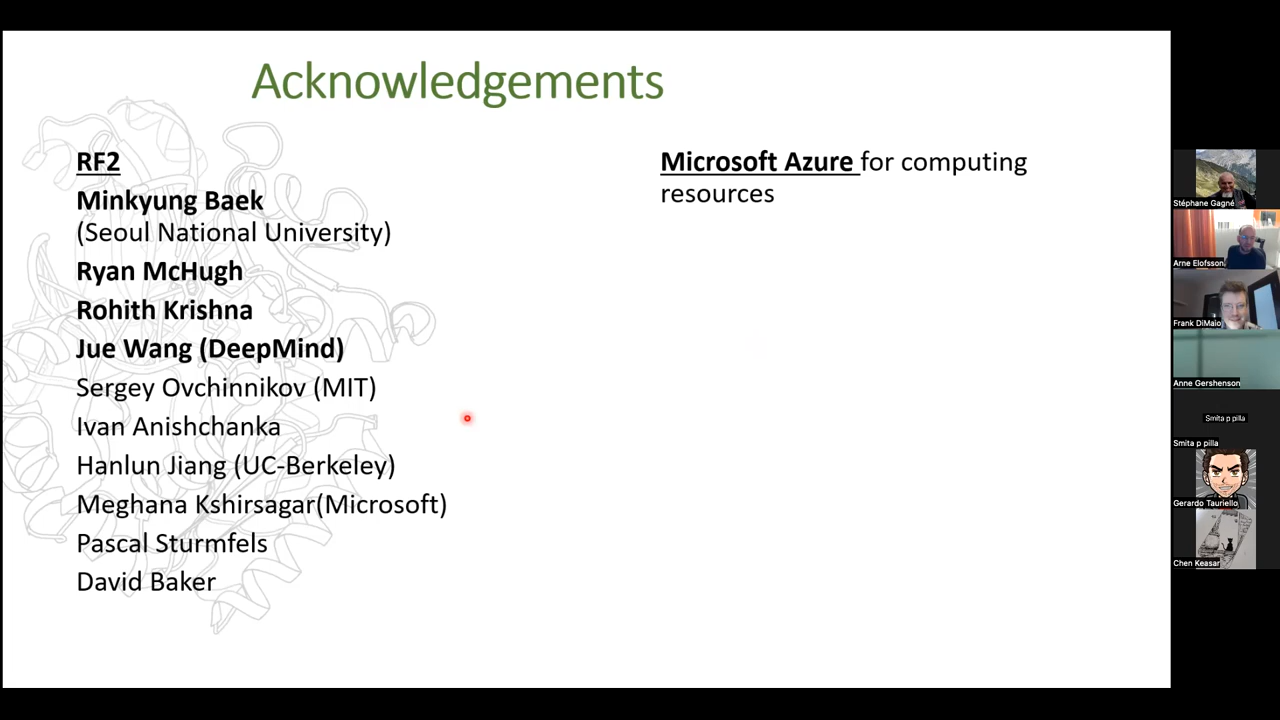 Acknowledgements
RF2
Minkyung Baek
(Seoul National University)
Ryan McHugh
Rohith Krishna
Jue Wang (DeepMind)
Sergey Ovchinnikov (MIT)
Ivan Anishchanka
Hanlun Jiang (UC-Berkeley)
Meghana Kshirsagar(Microsoft)
Pascal Sturmfels
David Baker
Microsoft Azure for computing
resources
Stéphane Gagné
Arne Elofsson
Frank DiMaio
Anne Gershenson
Smita p pilla
Smita p pilla
Gerardo Tauriello
Chen Keasar